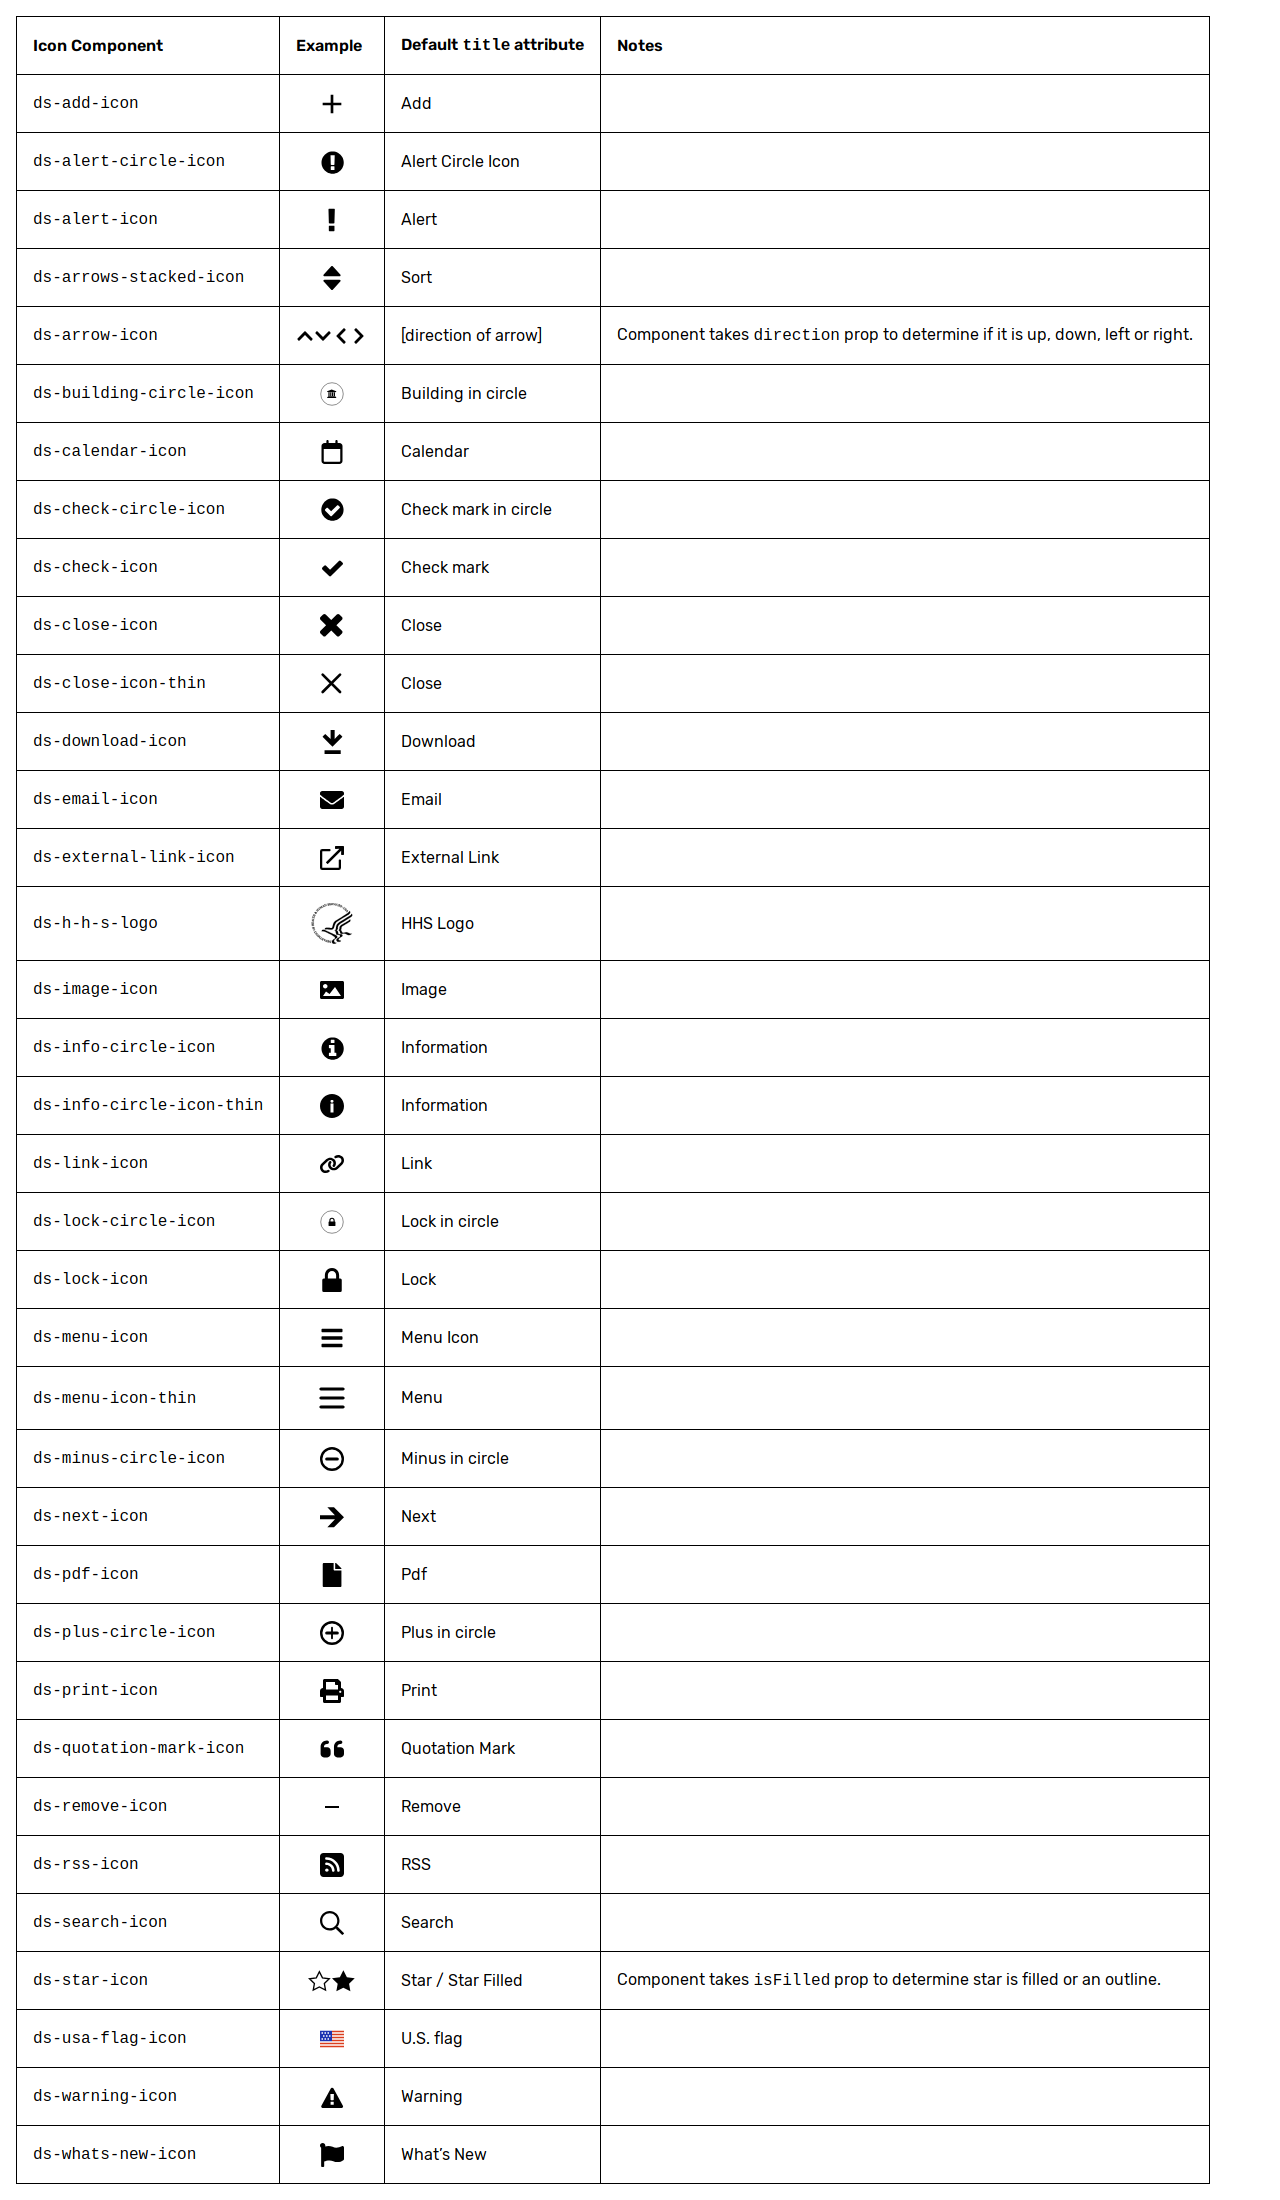 Icon Component Example Default title attribute Notes
ds-add-icon Add
ds-alert-circle-icon Alert Circle Icon
ds-alert-icon Alert
ds-arrows-stacked-icon Sort
ds-arrow-icon [direction of arrow] Component takes direction prop to determine if it is up, down, left or right.
ds-building-circle-icon Building in circle
ds-calendar-icon Calendar
ds-check-circle-icon Check mark in circle
ds-check-icon Check mark
ds-close-icon Close
ds-close-icon-thin Close
ds-download-icon Download
ds-email-icon Email
ds-external-link-icon External Link
ds-h-h-s-logo HHS Logo
ds-image-icon Image
ds-info-circle-icon Information
ds-info-circle-icon-thin Information
ds-link-icon Link
ds-lock-circle-icon Lock in circle
ds-lock-icon Lock
ds-menu-icon Menu Icon
ds-menu-icon-thin Menu
ds-minus-circle-icon Minus in circle
ds-next-icon Next
ds-pdf-icon Pdf
ds-plus-circle-icon Plus in circle
ds-print-icon Print
ds-quotation-mark-icon Quotation Mark
ds-remove-icon Remove
ds-rss-icon RSS
ds-search-icon Search
ds-star-icon Star / Star Filled Component takes isFilled prop to determine star is filled or an outline.
ds-usa-flag-icon U.S. flag
ds-warning-icon Warning
ds-whats-new-icon What's New